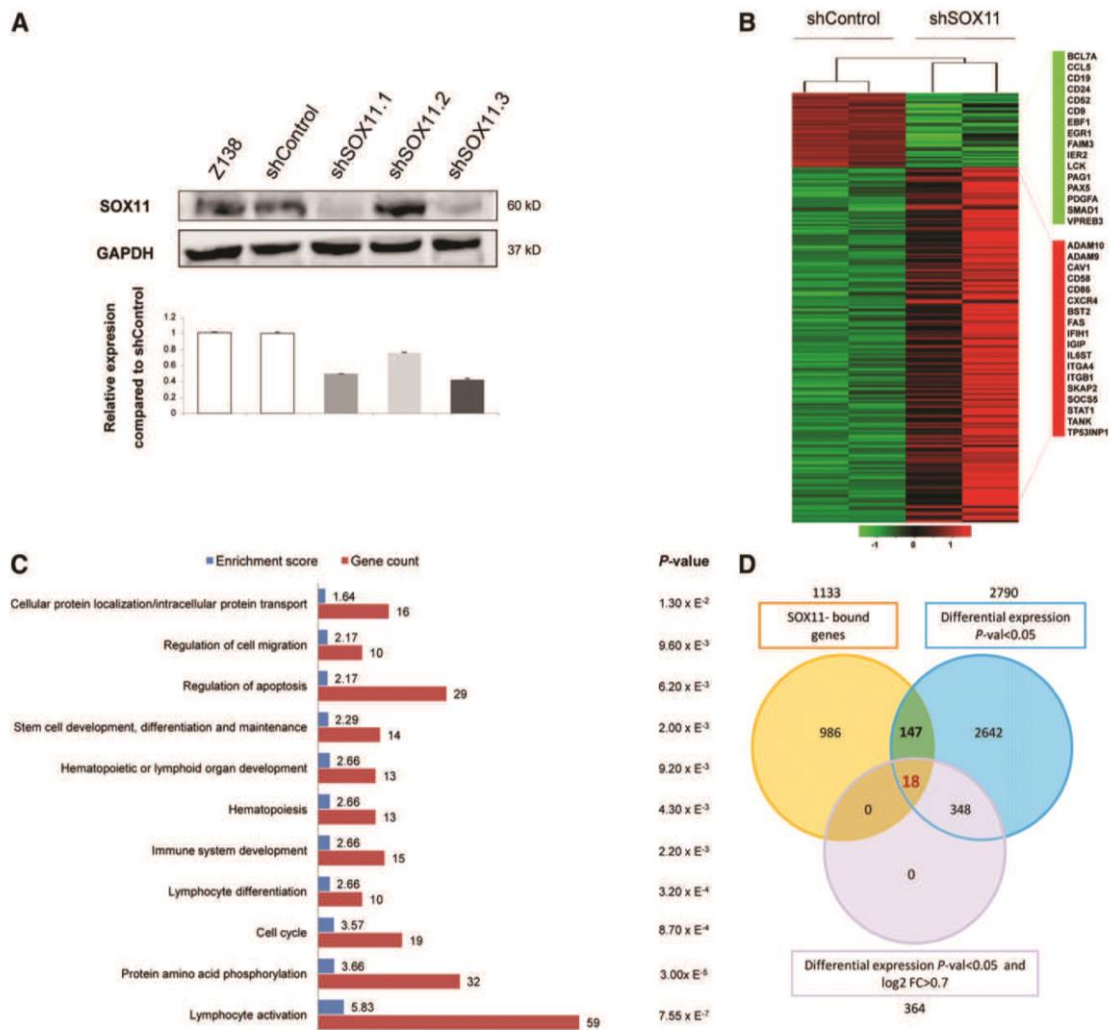 A
Z138
shControl
shSOX11.1
shSOX11.2
shSOX11.3
SOX11
60 kD
GAPDH
37 kD
Relative expression
compared to shControl
1.2
1
0.8
0.6
0.4
0.2
0
B
shControl
shSOX11
BCL7A
CCL5
CD19
CD24
CD52
CD9
EBF1
EGR1
FAIM3
IER2
LCK
PAG1
PAX5
PDGFA
SMAD1
VPREB3
ADAM10
ADAM9
CAV1
CD58
CD86
CXCR4
BST2
FAS
IFIH1
IGIP
IL6ST
ITGA4
ITGB1
SKAP2
SOCS5
STAT1
TANK
TP53INP1
-1 0 1
C
Enrichment score Gene count
P-value
Cellular protein localization/intracellular protein transport 1.64 16 1.30 x E-2
Regulation of cell migration 2.17 10 9.60 x E-3
Regulation of apoptosis 2.17 29 6.20 x E-3
Stem cell development, differentiation and maintenance 2.29 14 2.00 x E-3
Hematopoietic or lymphoid organ development 2.66 13 9.20 x E-3
Hematopoiesis 2.66 13 4.30 x E-3
Immune system development 2.66 15 2.20 x E-3
Lymphocyte differentiation 2.66 10 3.20 x E-4
Cell cycle 3.57 19 8.70 x E-4
Protein amino acid phosphorylation 3.66 32 3.00x E-5
Lymphocyte activation 5.83 59 7.55 x E-7
D
1133
SOX11- bound
genes
2790
Differential expression
P-val<0.05
986
147
2642
18
0
348
0
Differential expression P-val<0.05 and
log2 FC>0.7
364